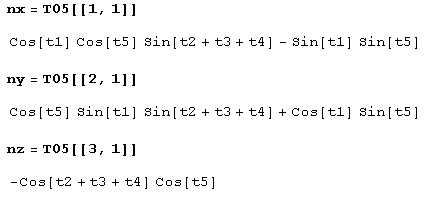 nx = T05[[1, 1]]
Cos[t1] Cos[t5] Sin[t2 + t3 + t4] - Sin[t1] Sin[t5]
ny = T05[[2, 1]]
Cos[t5] Sin[t1] Sin[t2 + t3 + t4] + Cos[t1] Sin[t5]
nz = T05[[3, 1]]
-Cos[t2 + t3 + t4] Cos[t5]